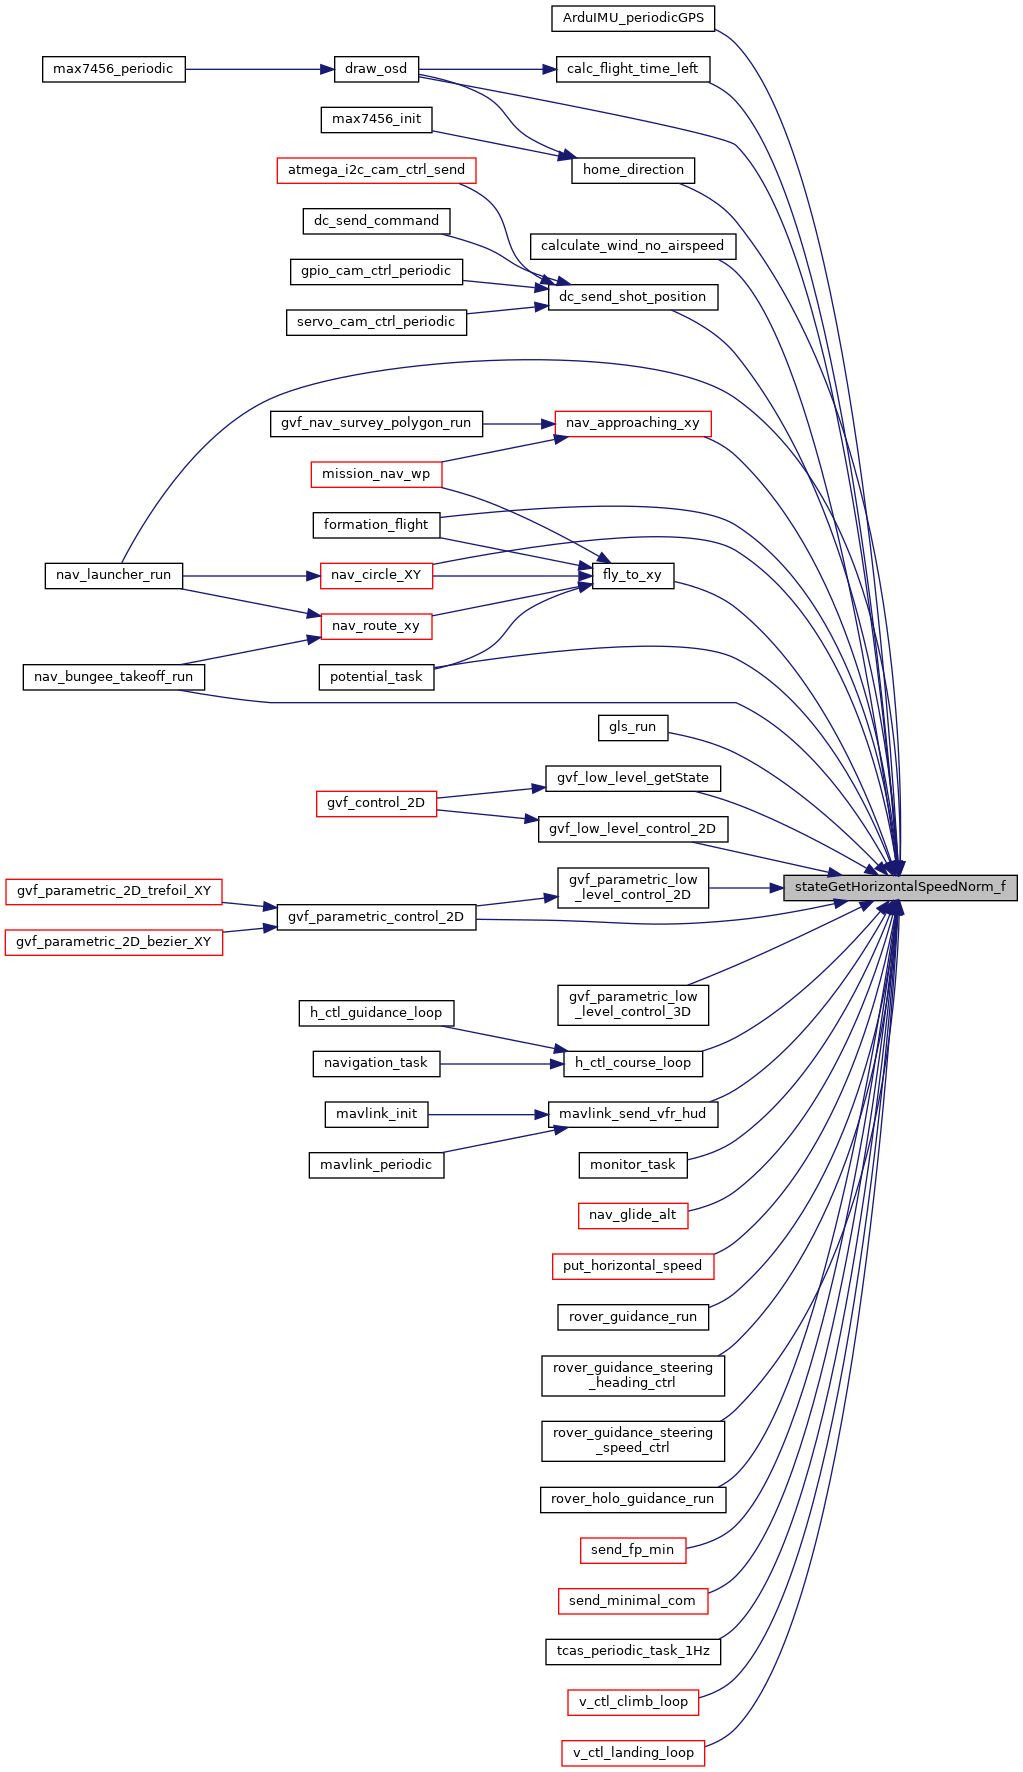 ArduIMU_periodicGPS
max7456_periodic
draw_osd
calc_flight_time_left
max7456_init
home_direction
atmega_i2c_cam_ctrl_send
dc_send_command
calculate_wind_no_airspeed
gpio_cam_ctrl_periodic
dc_send_shot_position
servo_cam_ctrl_periodic
gvf_nav_survey_polygon_run
nav_approaching_xy
mission_nav_wp
formation_flight
nav_launcher_run
nav_circle_XY
fly_to_xy
nav_route_xy
nav_bungee_takeoff_run
potential_task
gls_run
gvf_low_level_getState
gvf_control_2D
gvf_low_level_control_2D
stateGetHorizontalSpeedNorm_f
gvf_parametric_low
_level_control_2D
gvf_parametric_2D_trefoil_XY
gvf_parametric_control_2D
gvf_parametric_2D_bezier_XY
gvf_parametric_low
_level_control_3D
h_ctl_guidance_loop
navigation_task
h_ctl_course_loop
mavlink_init
mavlink_send_vfr_hud
mavlink_periodic
monitor_task
nav_glide_alt
put_horizontal_speed
rover_guidance_run
rover_guidance_steering
_heading_ctrl
rover_guidance_steering
_speed_ctrl
rover_holo_guidance_run
send_fp_min
send_minimal_com
tcas_periodic_task_1Hz
v_ctl_climb_loop
v_ctl_landing_loop